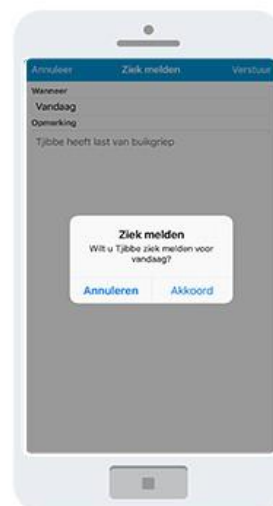 Annuleer Ziek melden Verstuur
Wanneer
Vandaag
Opmerking
Tjibbe heeft last van buikgriep
Ziek melden
Wilt u Tjibbe ziek melden voor
vandaag?
Annuleren Akkoord